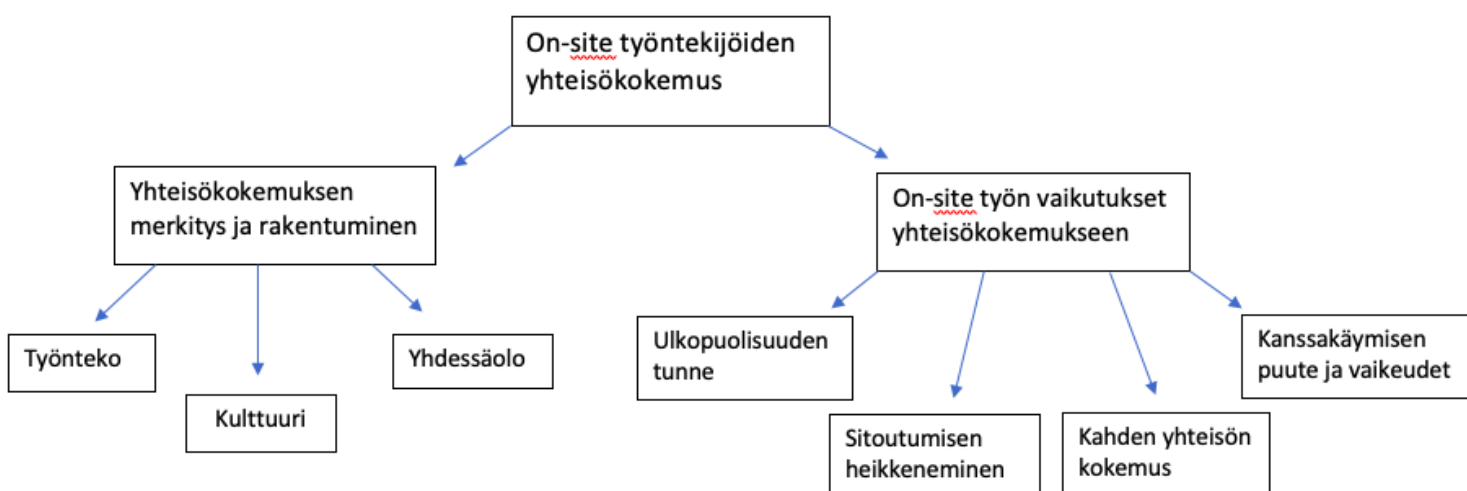 On-site työntekijöiden
yhteisökokemus
Yhteisökokemuksen
merkitys ja rakentuminen
On-site työn vaikutukset
yhteisökokemukseen
Työnteko
Kulttuuri
Yhdessäolo
Ulkopuolisuuden
tunne
Sitoutumisen
heikkeneminen
Kahden yhteisön
kokemus
Kanssakäymisen
puute ja vaikeudet